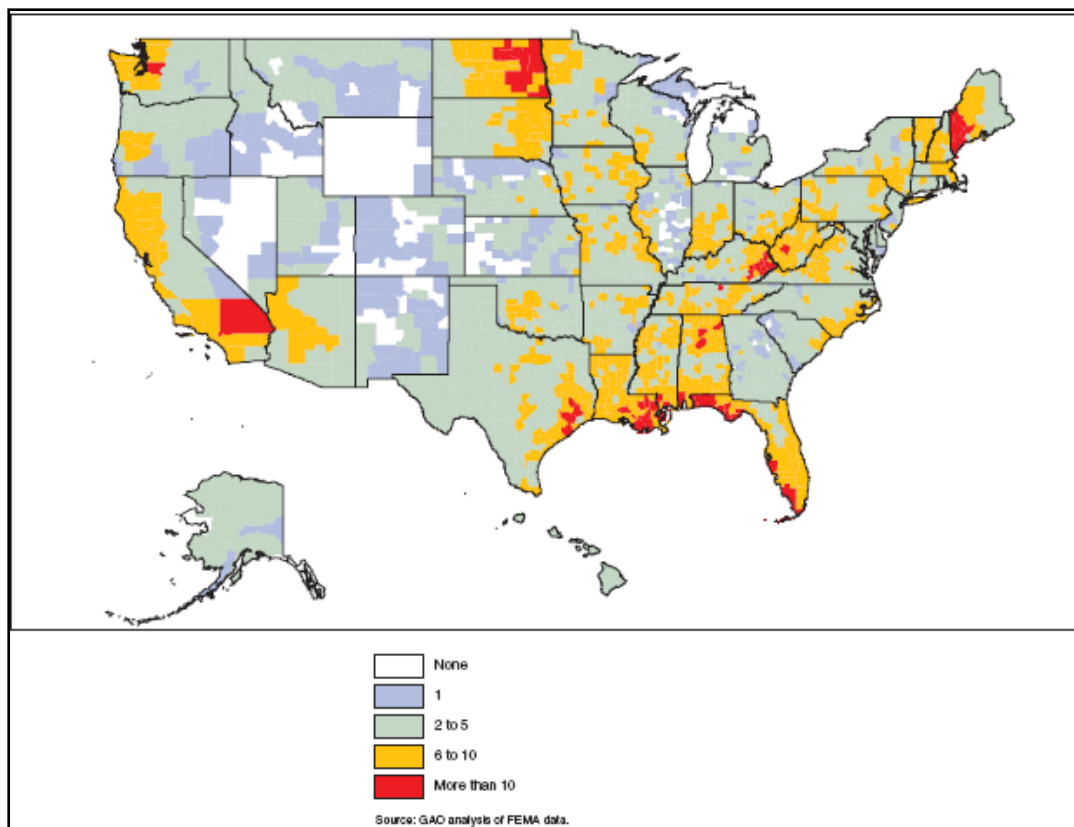 None
1
2 to 5
6 to 10
More than 10
Source: GAO analysis of FEMA data.